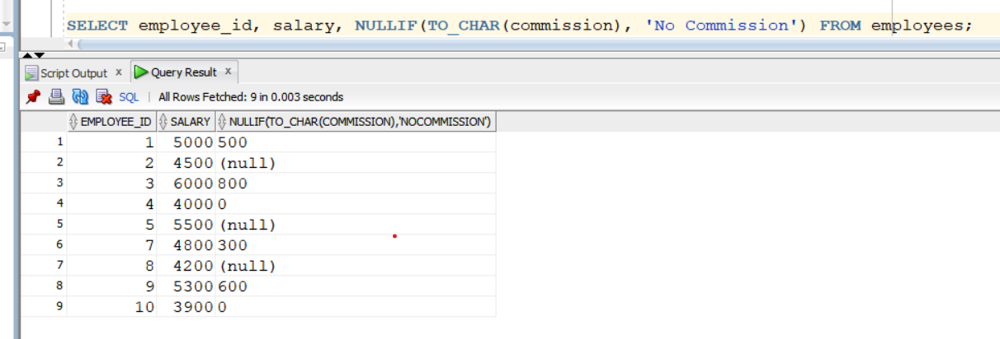 SELECT employee_id, salary, NULLIF(TO_CHAR(commission), 'No Commission') FROM employees;
Script Output x Query Result x
SQL | All Rows Fetched: 9 in 0.003 seconds
EMPLOYEE_ID SALARY NULLIF(TO_CHAR(COMMISSION),'NOCOMMISSION')
1 1 5000 500
2 2 4500 (null)
3 3 6000 800
4 4 4000 0
5 5 5500 (null)
6 7 4800 300
7 8 4200 (null)
8 9 5300 600
9 10 3900 0